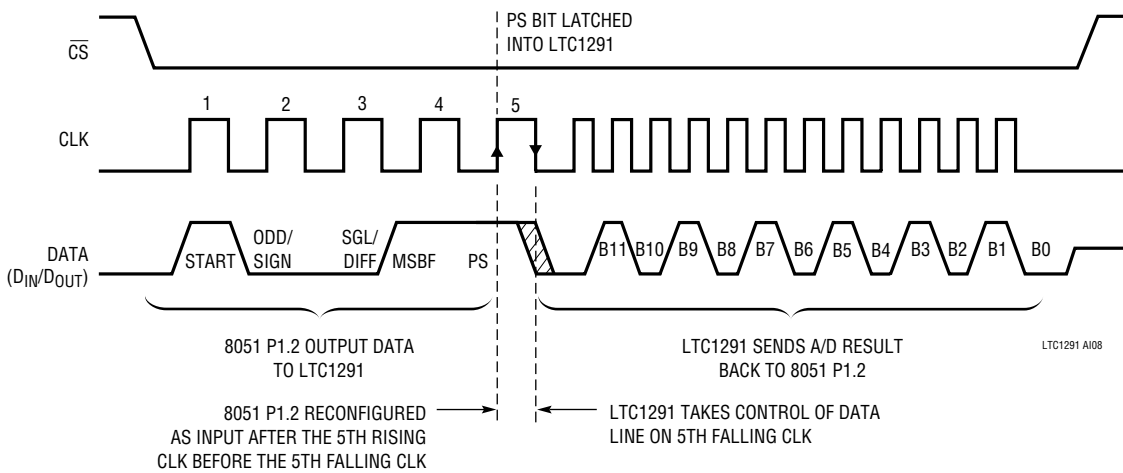 PS BIT LATCHED
INTO LTC1291
CS
1 2 3 4 5
CLK
DATA
(DIN/DOUT)
START
ODD/
SIGN
SGL/
DIFF
MSBF
PS
B11 B10 B9 B8 B7 B6 B5 B4 B3 B2 B1 B0
8051 P1.2 OUTPUT DATA
TO LTC1291
LTC1291 SENDS A/D RESULT
BACK TO 8051 P1.2
LTC1291 AI08
8051 P1.2 RECONFIGURED
AS INPUT AFTER THE 5TH RISING
CLK BEFORE THE 5TH FALLING CLK
LTC1291 TAKES CONTROL OF DATA
LINE ON 5TH FALLING CLK